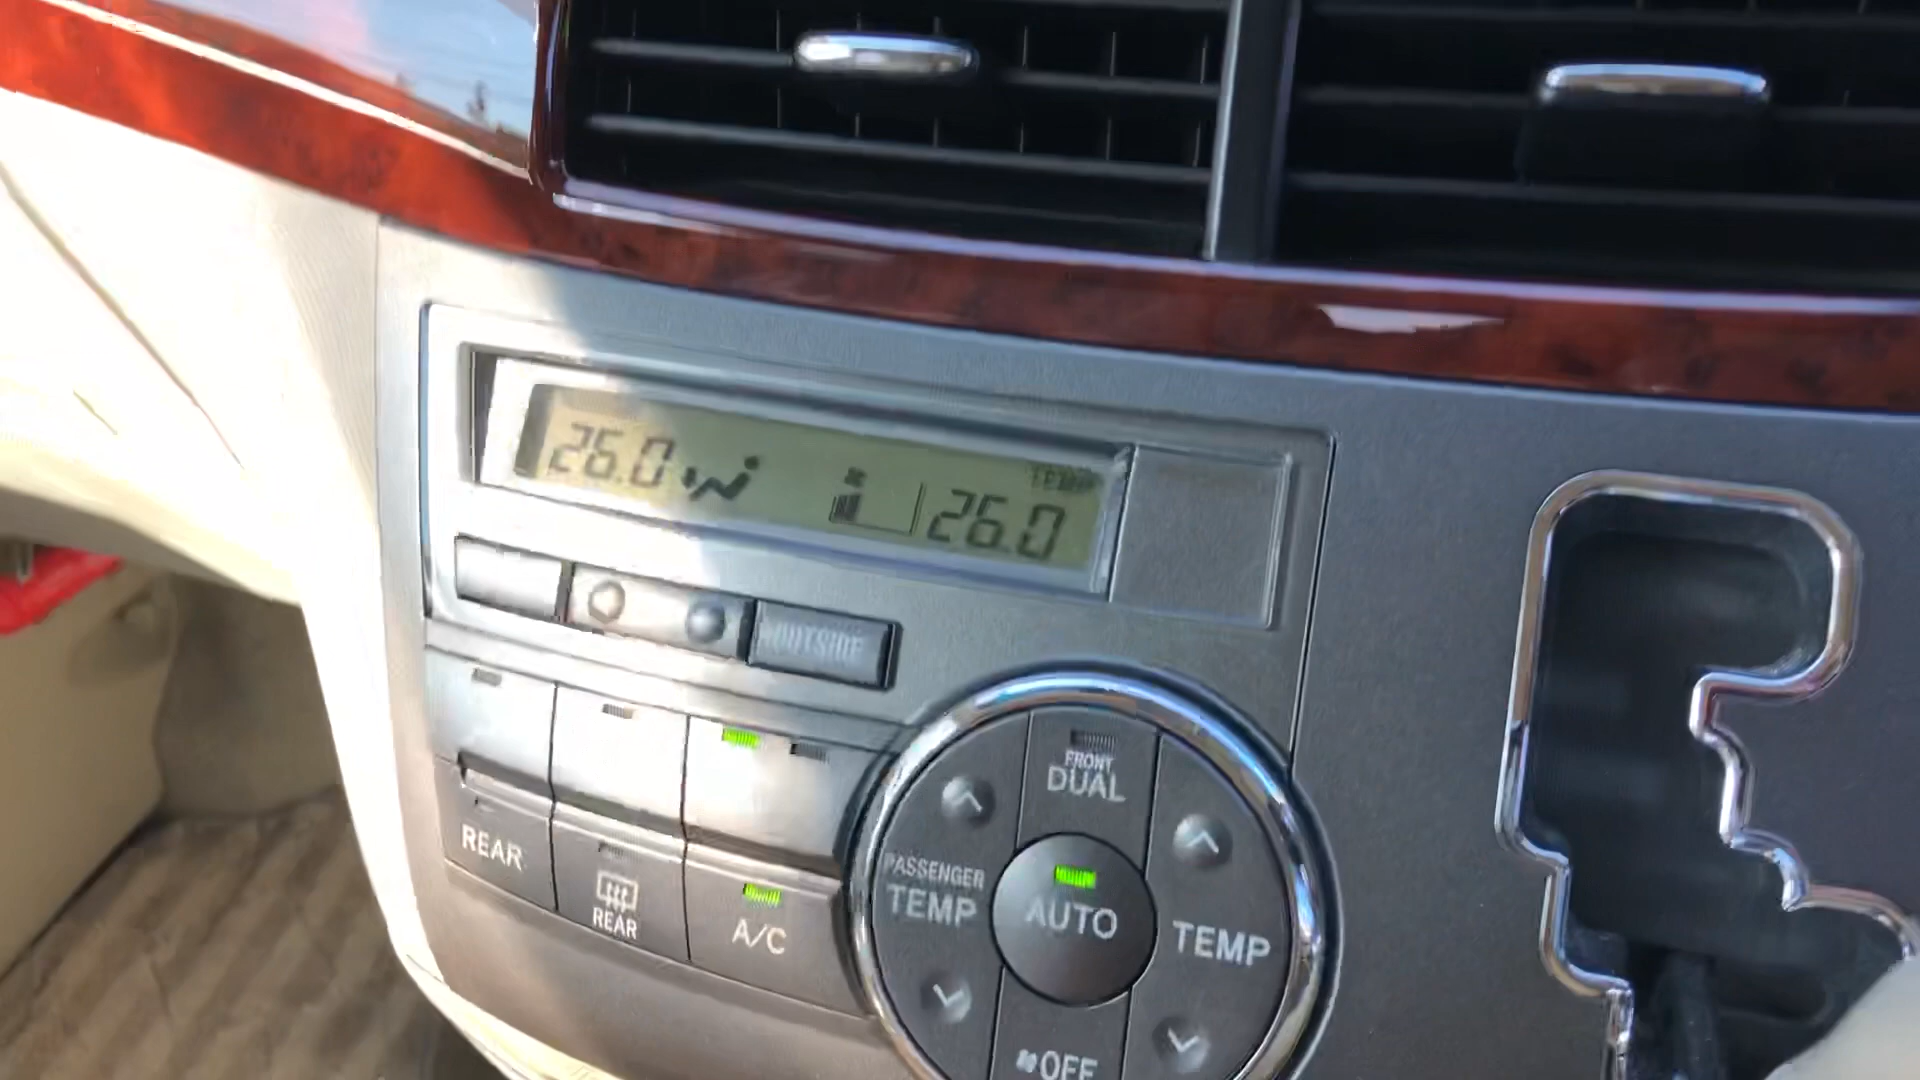 26.0
TEMP
26.0
OUTSIDE
FRONT
DUAL
REAR
PASSENGER
TEMP
AUTO
REAR
A/C
TEMP
OFF